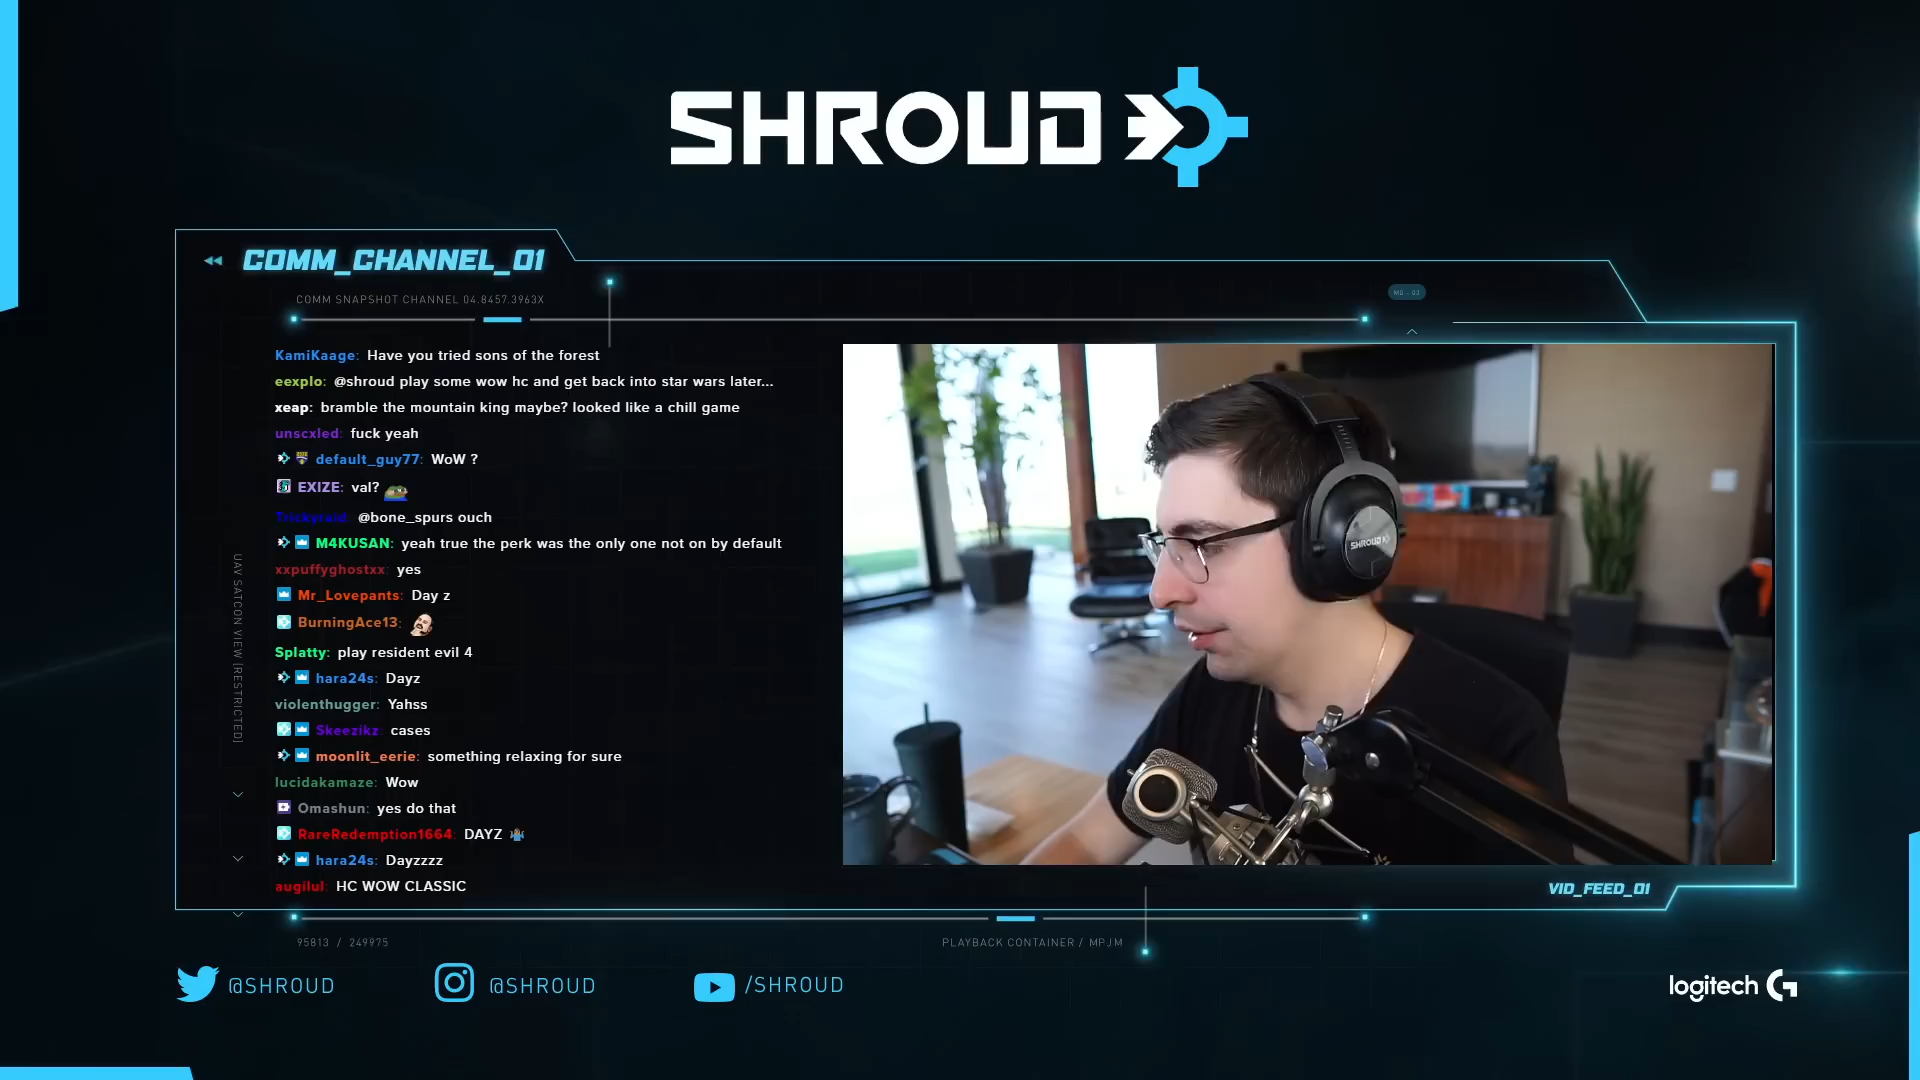 SHROUD
COMM_CHANNEL_01
COMM SNAPSHOT CHANNEL 04.8457.3963X
M0 - 03
KamiKaage: Have you tried sons of the forest
eexplo: @shroud play some wow hc and get back into star wars later...
xeap: bramble the mountain king maybe? looked like a chill game
unscxled: fuck yeah
default_guy77: WoW ?
EXIZE: val?
Trickyraid: @bone_spurs ouch
M4KUSAN: yeah true the perk was the only one not on by default
xxpuffyghostxx: yes
Mr_Lovepants: Day z
BurningAce13:
Splatty: play resident evil 4
hara24s: Dayz
violenthugger: Yahss
Skeezikz: cases
moonlit_eerie: something relaxing for sure
lucidakamaze: Wow
Omashun: yes do that
RareRedemption1664: DAYZ
hara24s: Dayzzzz
augilul: HC WOW CLASSIC
UAV SATCON VIEW [RESTRICTED]
SHROUD
VID_FEED_01
95813 / 249975
PLAYBACK CONTAINER / MPJM
@SHROUD
@SHROUD
/SHROUD
logitech G